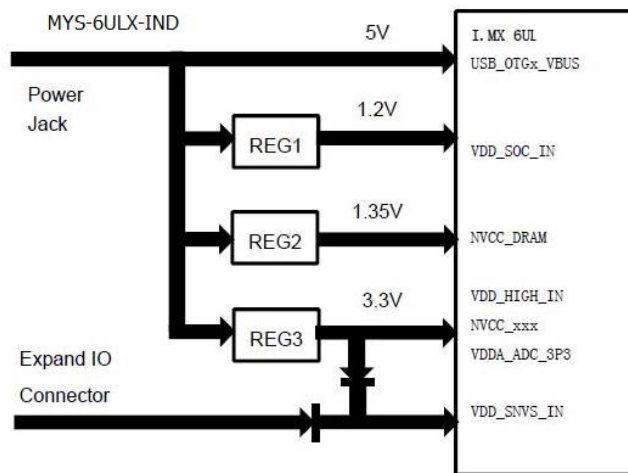 MYS-6ULX-IND
5V
I.MX 6UL
USB_OTGx_VBUS
Power
Jack
1.2V
REG1
VDD_SOC_IN
1.35V
REG2
NVCC_DRAM
3.3V
VDD_HIGH_IN
REG3
NVCC_xxx
VDDA_ADC_3P3
Expand IO
Connector
VDD_SNVS_IN